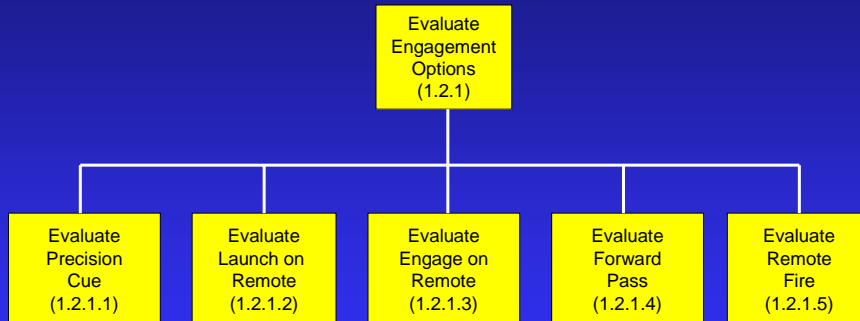 Evaluate
Engagement
Options
(1.2.1)
Evaluate
Precision
Cue
(1.2.1.1)
Evaluate
Launch on
Remote
(1.2.1.2)
Evaluate
Engage on
Remote
(1.2.1.3)
Evaluate
Forward
Pass
(1.2.1.4)
Evaluate
Remote
Fire
(1.2.1.5)